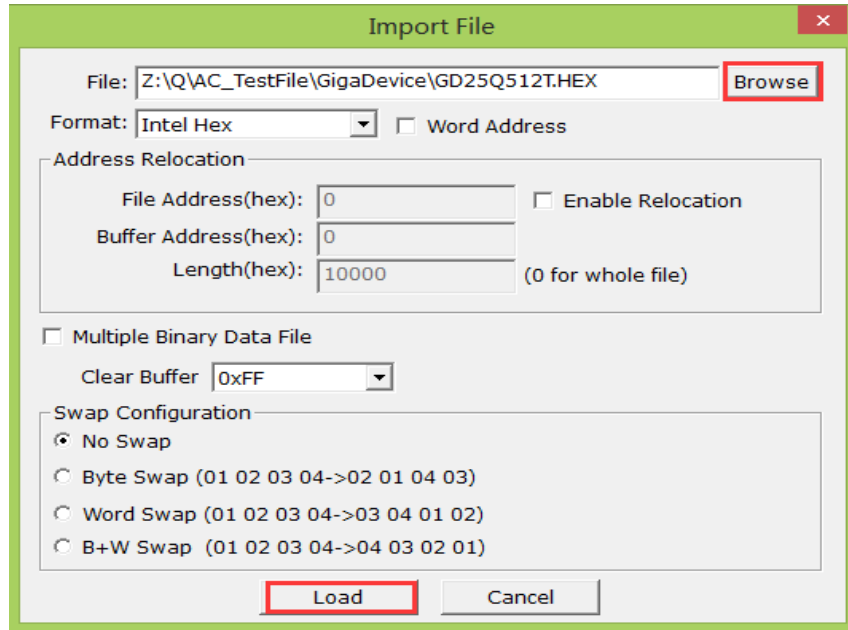 Import File
File: Z:\Q\AC_TestFile\GigaDevice\GD25Q512T.HEX Browse
Format: Intel Hex Word Address
Address Relocation
File Address(hex): 0 Enable Relocation
Buffer Address(hex): 0
Length(hex): 10000 (0 for whole file)
Multiple Binary Data File
Clear Buffer 0xFF
Swap Configuration
No Swap
Byte Swap (01 02 03 04->02 01 04 03)
Word Swap (01 02 03 04->03 04 01 02)
B+W Swap (01 02 03 04->04 03 02 01)
Load Cancel